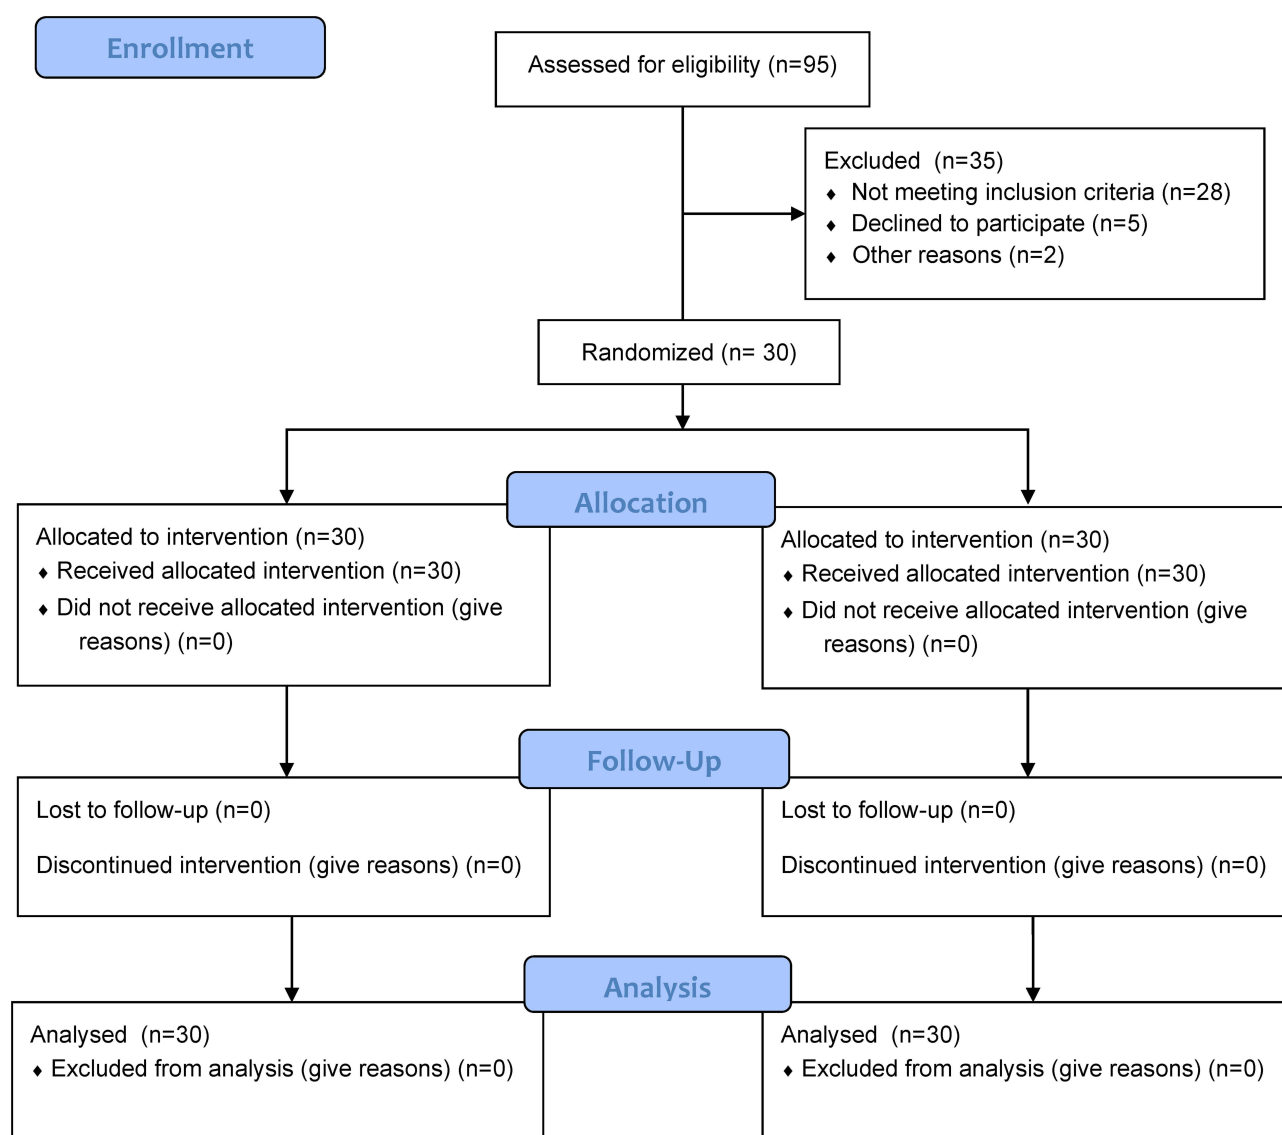 Enrollment
Assessed for eligibility (n=95)
Excluded  (n=35)
♦ Not meeting inclusion criteria (n=28)
♦ Declined to participate (n=5)
♦ Other reasons (n=2)
Randomized (n= 30)
Allocation
Allocated to intervention (n=30)
♦ Received allocated intervention (n=30)
♦ Did not receive allocated intervention (give
reasons) (n=0)
Allocated to intervention (n=30)
♦ Received allocated intervention (n=30)
♦ Did not receive allocated intervention (give
reasons) (n=0)
Follow-Up
Lost to follow-up (n=0)
Discontinued intervention (give reasons) (n=0)
Lost to follow-up (n=0)
Discontinued intervention (give reasons) (n=0)
Analysis
Analysed  (n=30)
♦ Excluded from analysis (give reasons) (n=0)
Analysed  (n=30)
♦ Excluded from analysis (give reasons) (n=0)